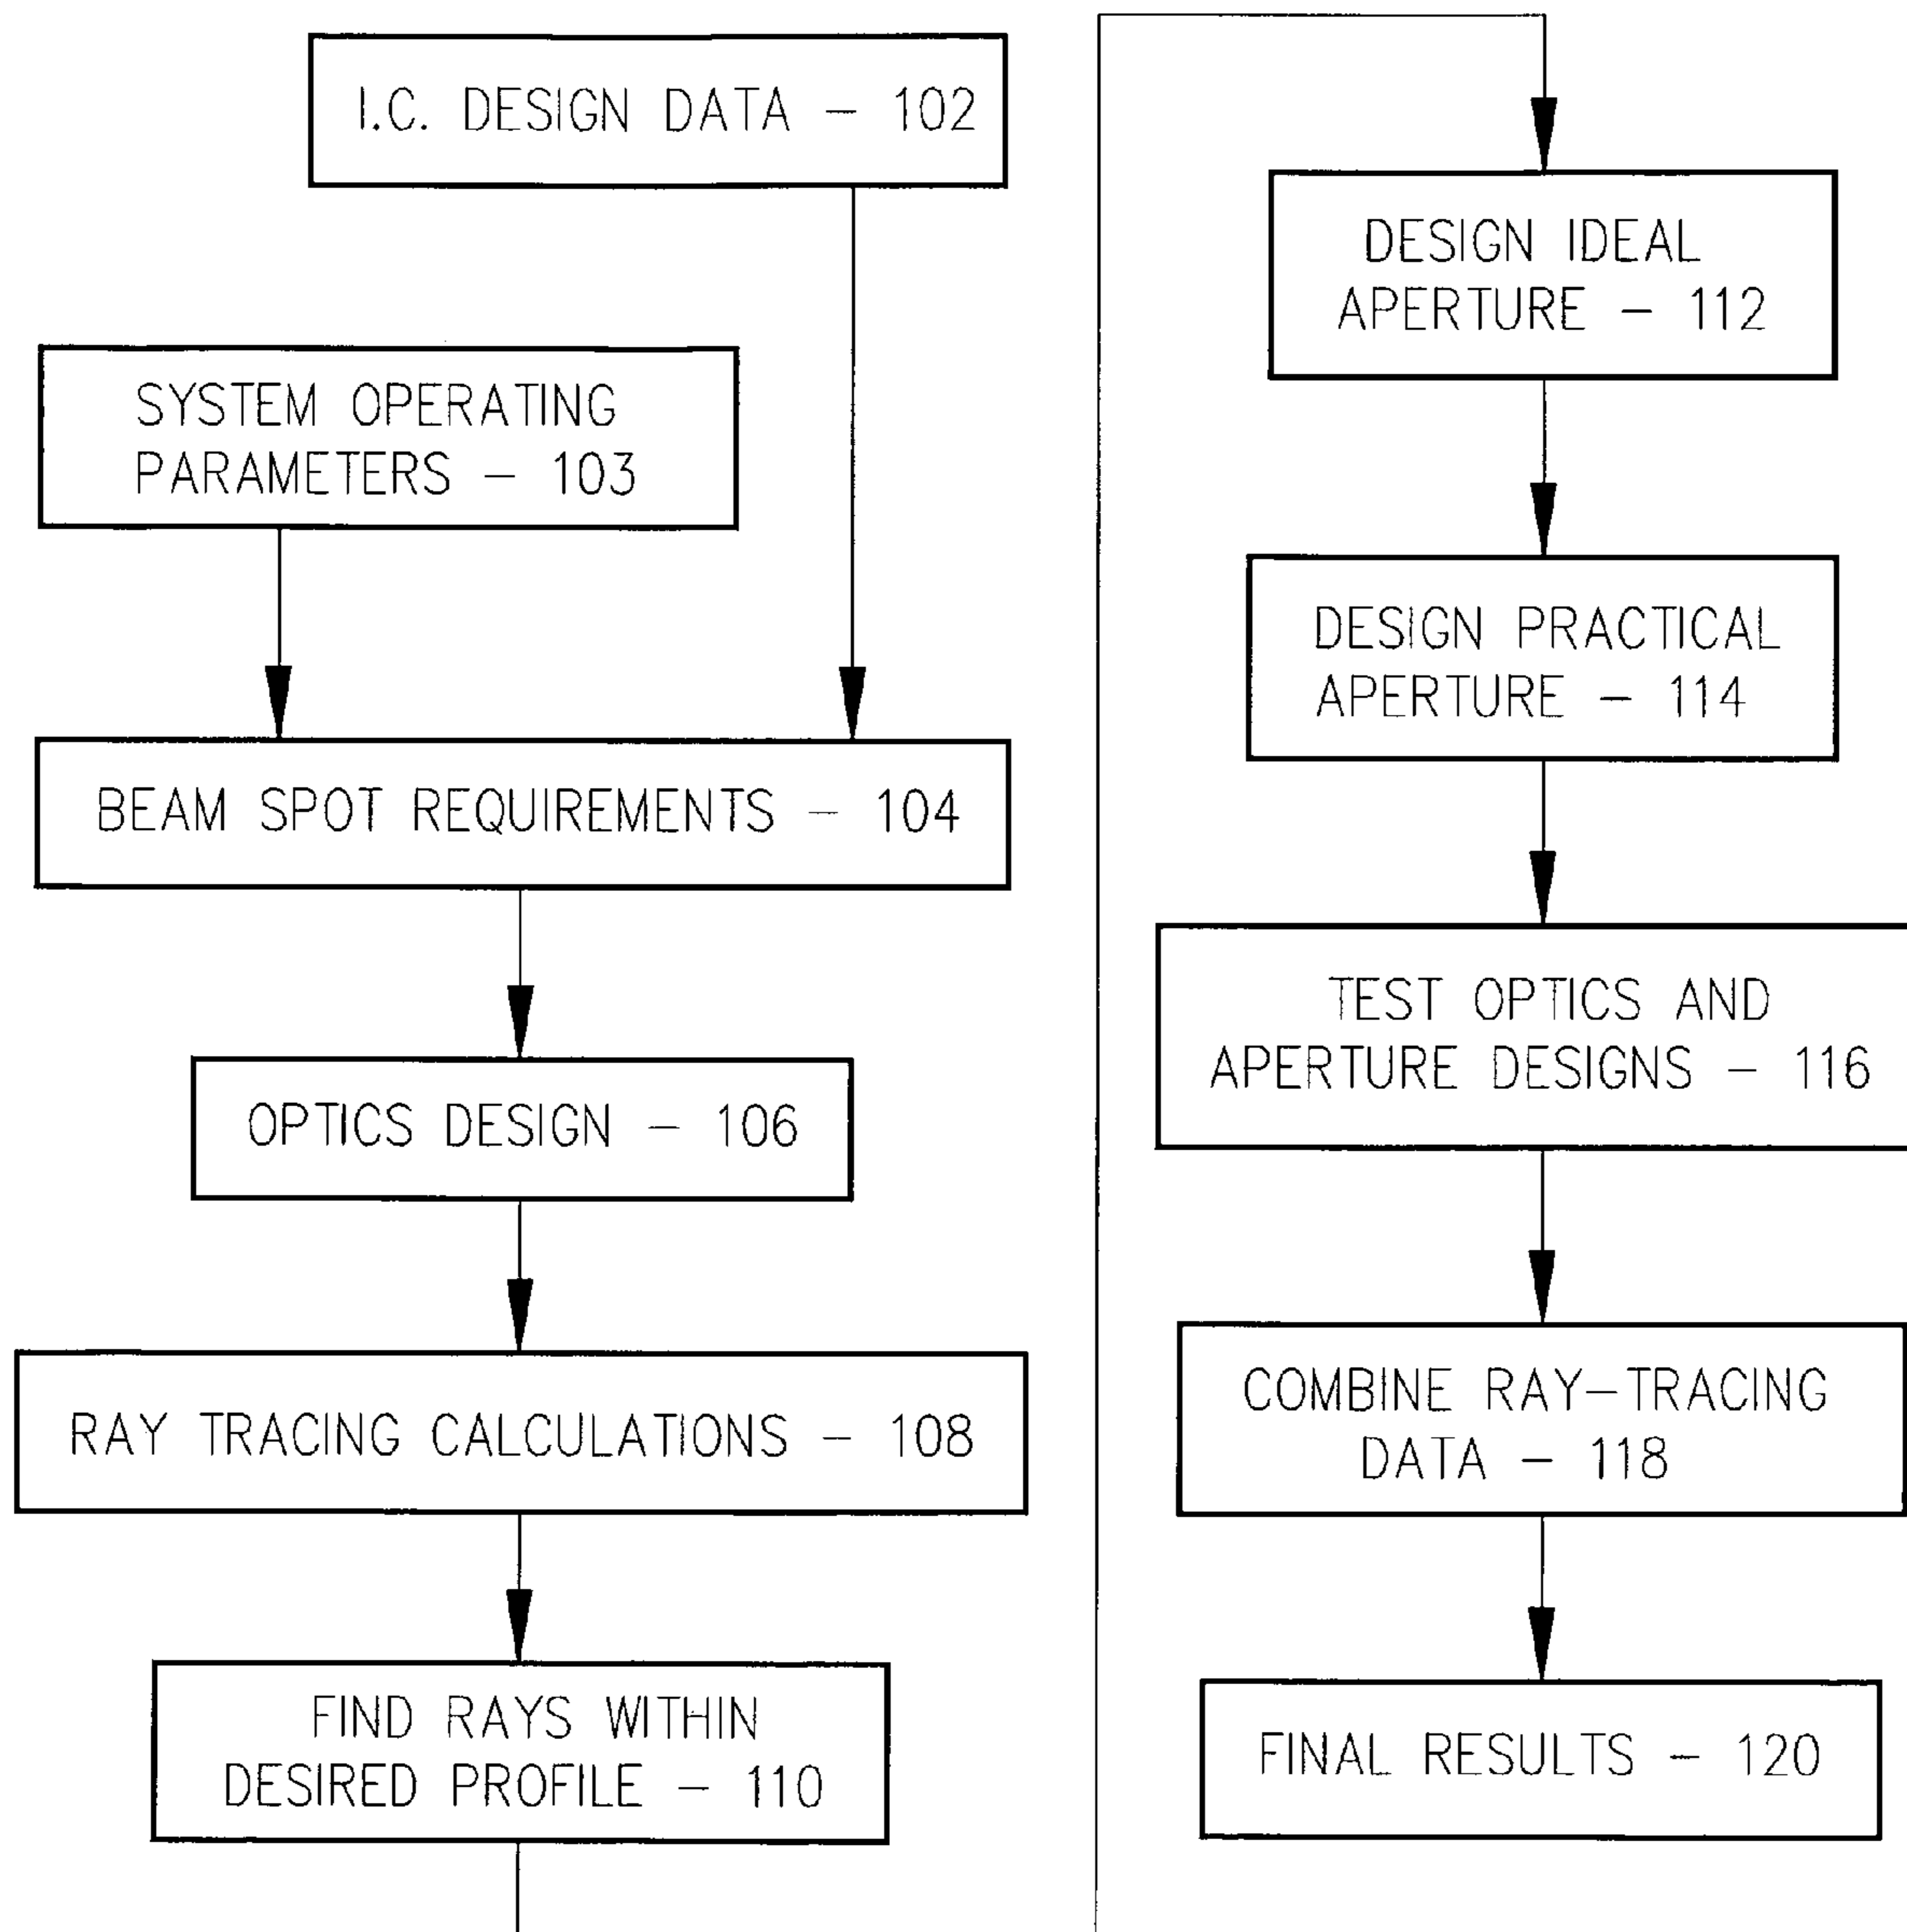 I.C. DESIGN DATA — 102
SYSTEM OPERATING
PARAMETERS — 103
BEAM SPOT REQUIREMENTS — 104
OPTICS DESIGN — 106
RAY TRACING CALCULATIONS — 108
FIND RAYS WITHIN
DESIRED PROFILE — 110
DESIGN IDEAL
APERTURE — 112
DESIGN PRACTICAL
APERTURE — 114
TEST OPTICS AND
APERTURE DESIGNS — 116
COMBINE RAY—TRACING
DATA — 118
FINAL RESULTS — 120